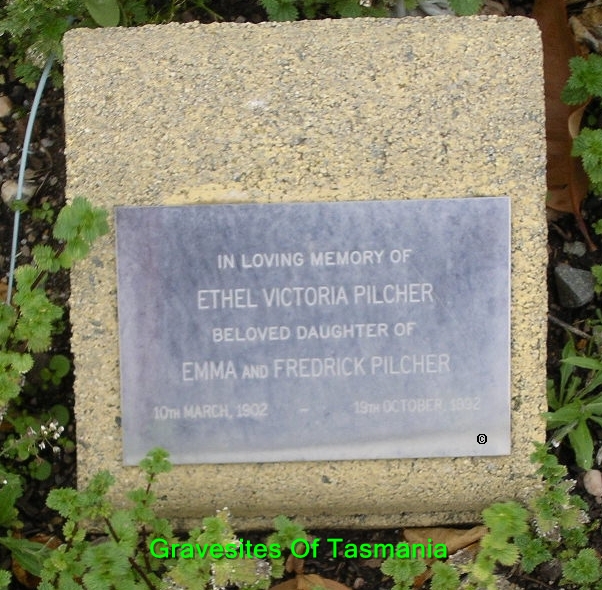 IN LOVING MEMORY OF
ETHEL VICTORIA PILCHER
BELOVED DAUGHTER OF
EMMA AND FREDRICK PILCHER
10TH MARCH, 1902 – 19TH OCTOBER, 1992
©
Gravesites Of Tasmania